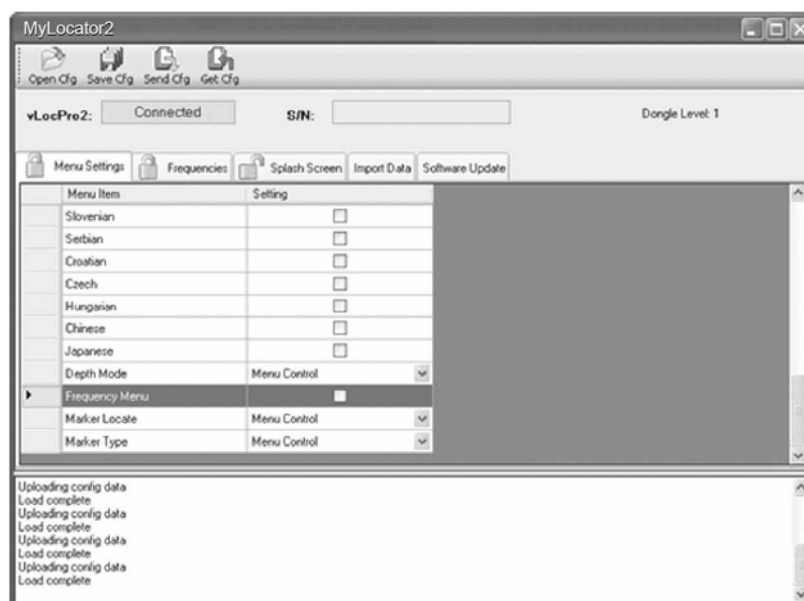 MyLocator2
Open Cfg Save Cfg Send Cfg Get Cfg
vLocPro2: Connected S/N: Dongle Level: 1
Menu Settings Frequencies Splash Screen Import Data Software Update
Menu Item Setting
Slovenian
Serbian
Croatian
Czech
Hungarian
Chinese
Japanese
Depth Mode Menu Control
Frequency Menu
Marker Locate Menu Control
Marker Type Menu Control
Uploading config data
Load complete
Uploading config data
Load complete
Uploading config data
Load complete
Uploading config data
Load complete